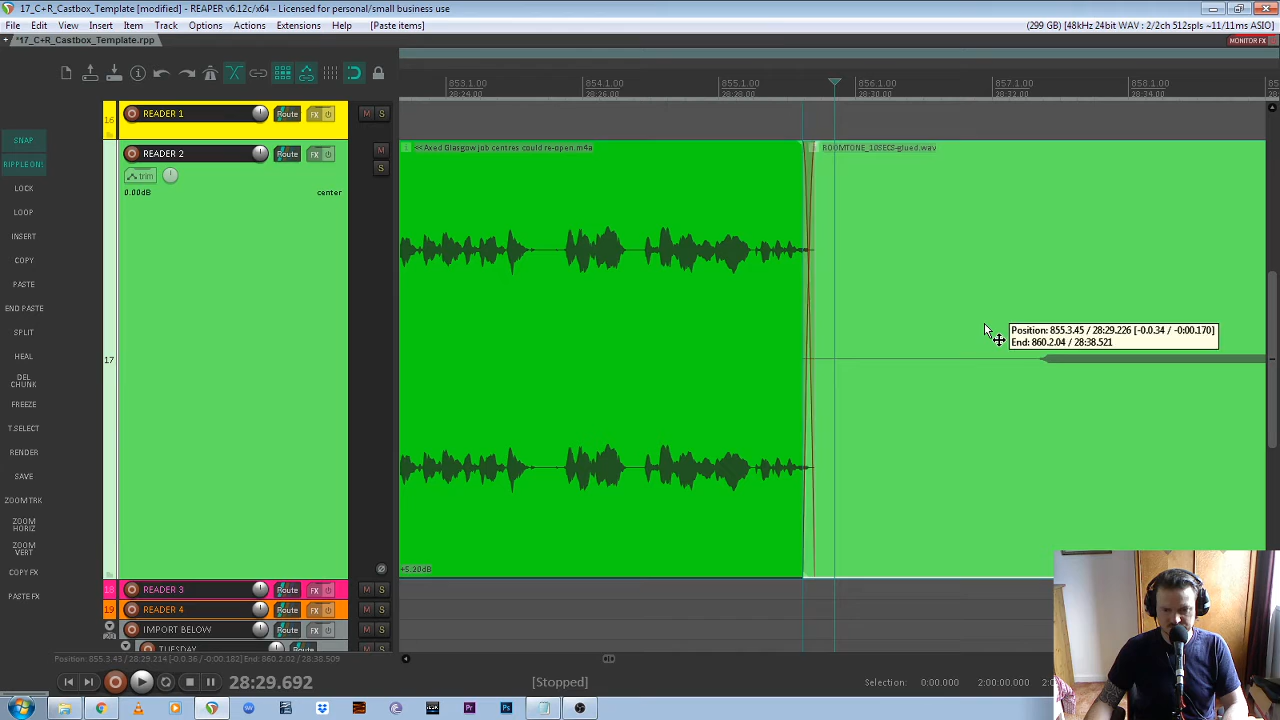 17_C+R_Castbox_Template [modified] - REAPER v6.12c/x64 - Licensed for personal/small business use
File Edit View Insert Item Track Options Actions Extensions [Paste items]
(299 GB) [48kHz 24bit WAV : 2/2ch 512spls ~11/11ms ASIO]
*17_C+R_Castbox_Template.rpp
MONITOR FX
853.1.00 854.1.00 855.1.00 856.1.00 857.1.00 858.1.00
28:24.00 28:26.00 28:28.00 28:30.00 28:32.00 28:34.00
16 READER 1 Route FX M S
SNAP
RIPPLE ON!
LOCK
LOOP
INSERT
COPY
PASTE
END PASTE
SPLIT
HEAL
DEL CHUNK
FREEZE
T.SELECT
RENDER
SAVE
ZOOM TRK
ZOOM HORIZ
ZOOM VERT
COPY FX
PASTE FX
READER 2 Route FX M
S
trim
0.00dB center
17
<< Axed Glasgow job centres could re-open.m4a
ROOMTONE_10SECS-glued.wav
Position: 855.3.45 / 28:29.226 [-0.0.34 / -0:00.170]
End: 860.2.04 / 28:38.521
+5.20dB
18 READER 3 Route FX M S
19 READER 4 Route FX M S
IMPORT BELOW Route FX M S
TUESDAY Route
Position: 855.3.43 / 28:29.214 [-0.0.36 / -0:00.182] End: 860.2.02 / 28:38.509
28:29.692
[Stopped]
Selection: 0:00.000 2:00:00.000